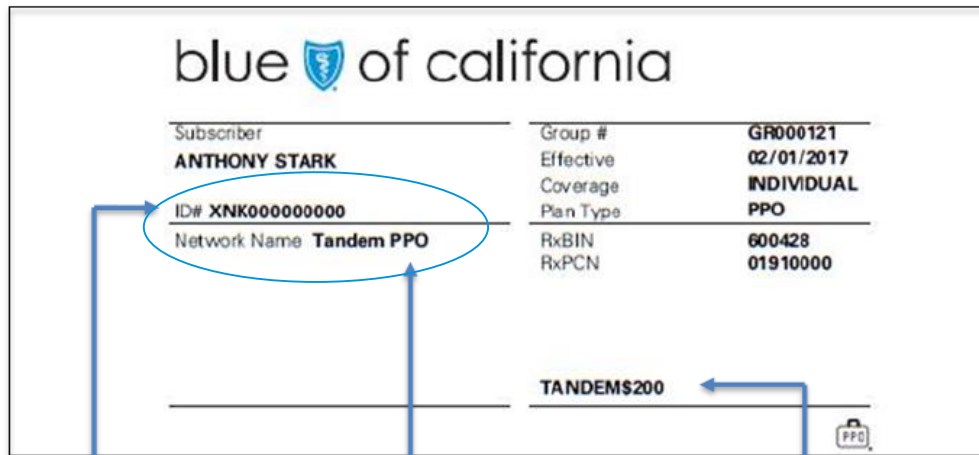 blue of california
Subscriber
ANTHONY STARK
ID# XNK000000000
Network Name Tandem PPO
Group # GR000121
Effective 02/01/2017
Coverage INDIVIDUAL
Plan Type PPO
RxBIN 600428
RxPCN 01910000
TANDEM$200
PPO